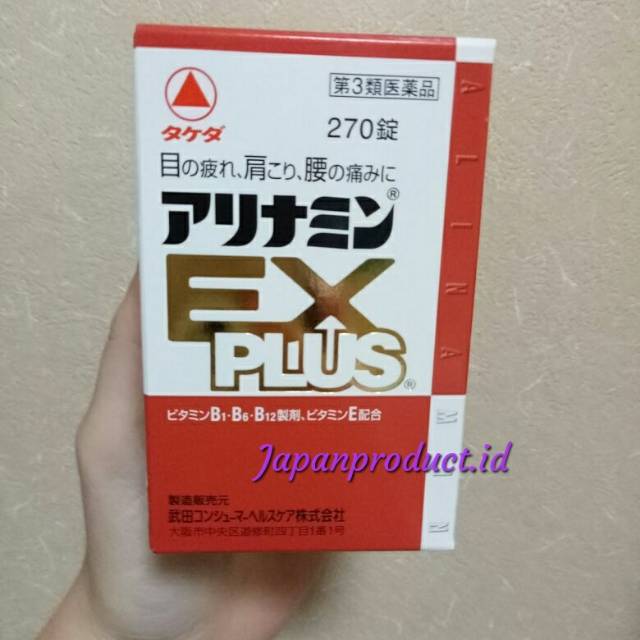 第3類医薬品
タケダ
270錠
目の疲れ、肩こり、腰の痛みに
アリナミン®
EX
PLUS®
ビタミンB1・B6・B12製剤、ビタミンE配合
Japanproduct.id
製造販売元
武田コンシューマーヘルスケア株式会社
大阪市中央区道修町四丁目1番1号
ALINAMIN